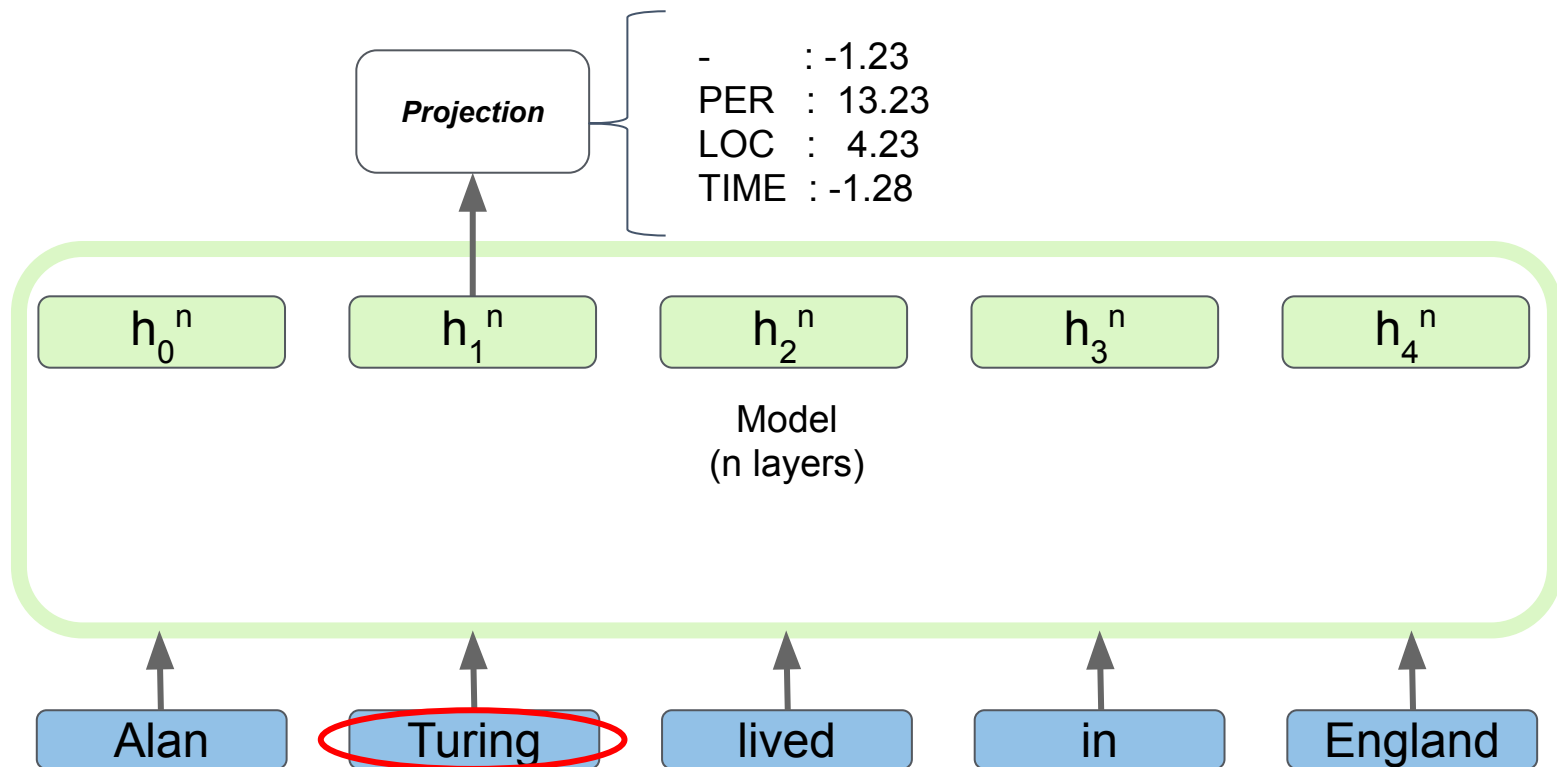 - : -1.23
Projection
PER : 13.23
LOC : 4.23
TIME : -1.28
h₀ⁿ h₁ⁿ h₂ⁿ h₃ⁿ h₄ⁿ
Model
(n layers)
Alan Turing lived in England